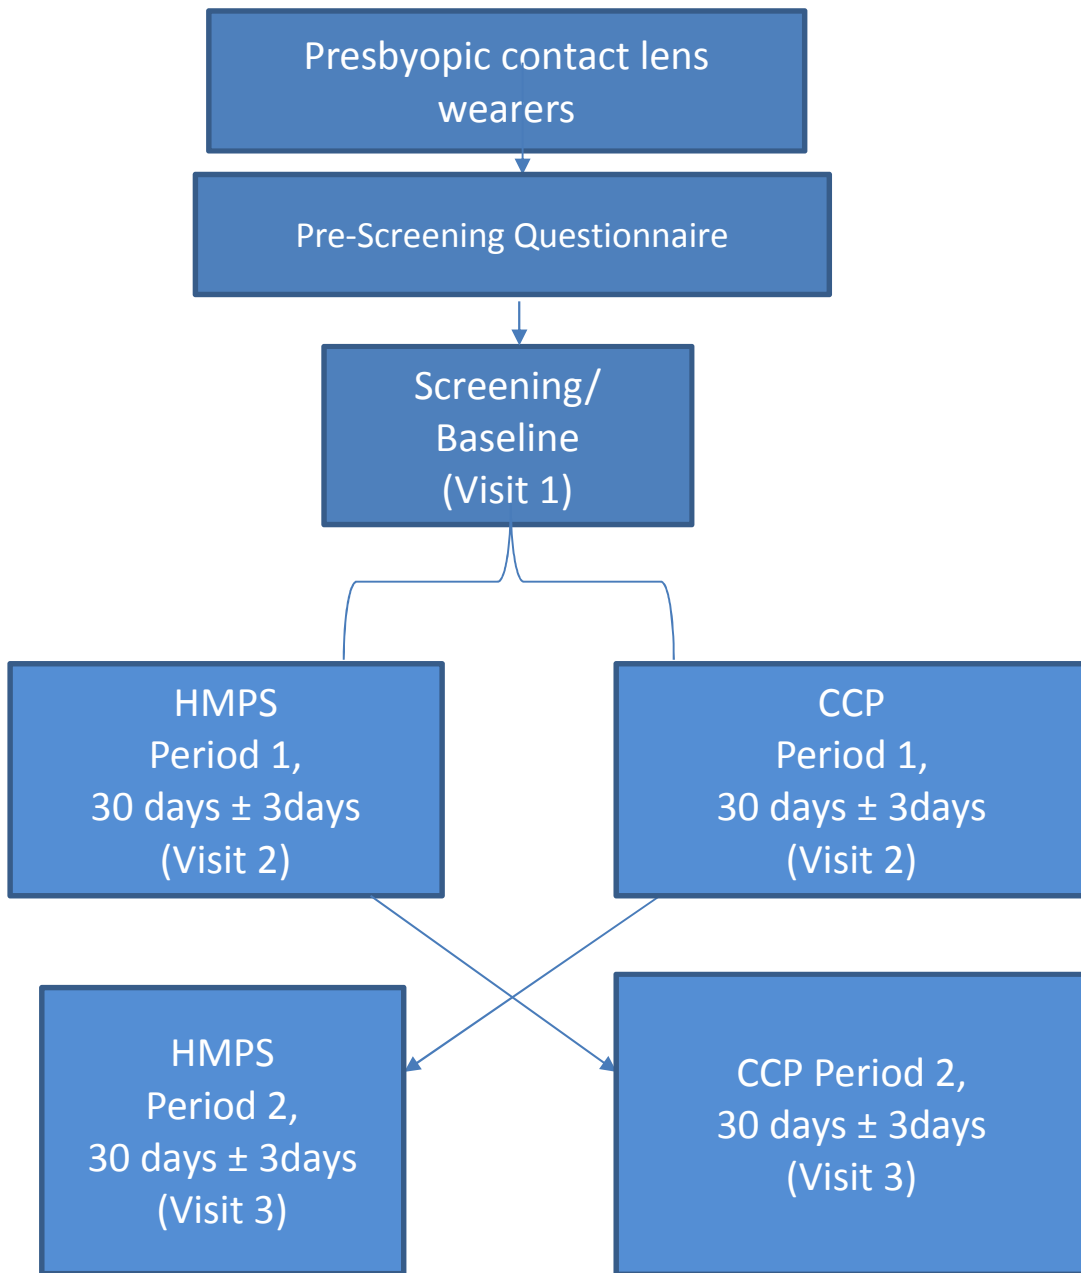 Presbyopic contact lens
wearers
Pre-Screening Questionnaire
Screening/
Baseline
(Visit 1)
HMPS
Period 1,
30 days ± 3days
(Visit 2)
CCP
Period 1,
30 days ± 3days
(Visit 2)
HMPS
Period 2,
30 days ± 3days
(Visit 3)
CCP Period 2,
30 days ± 3days
(Visit 3)